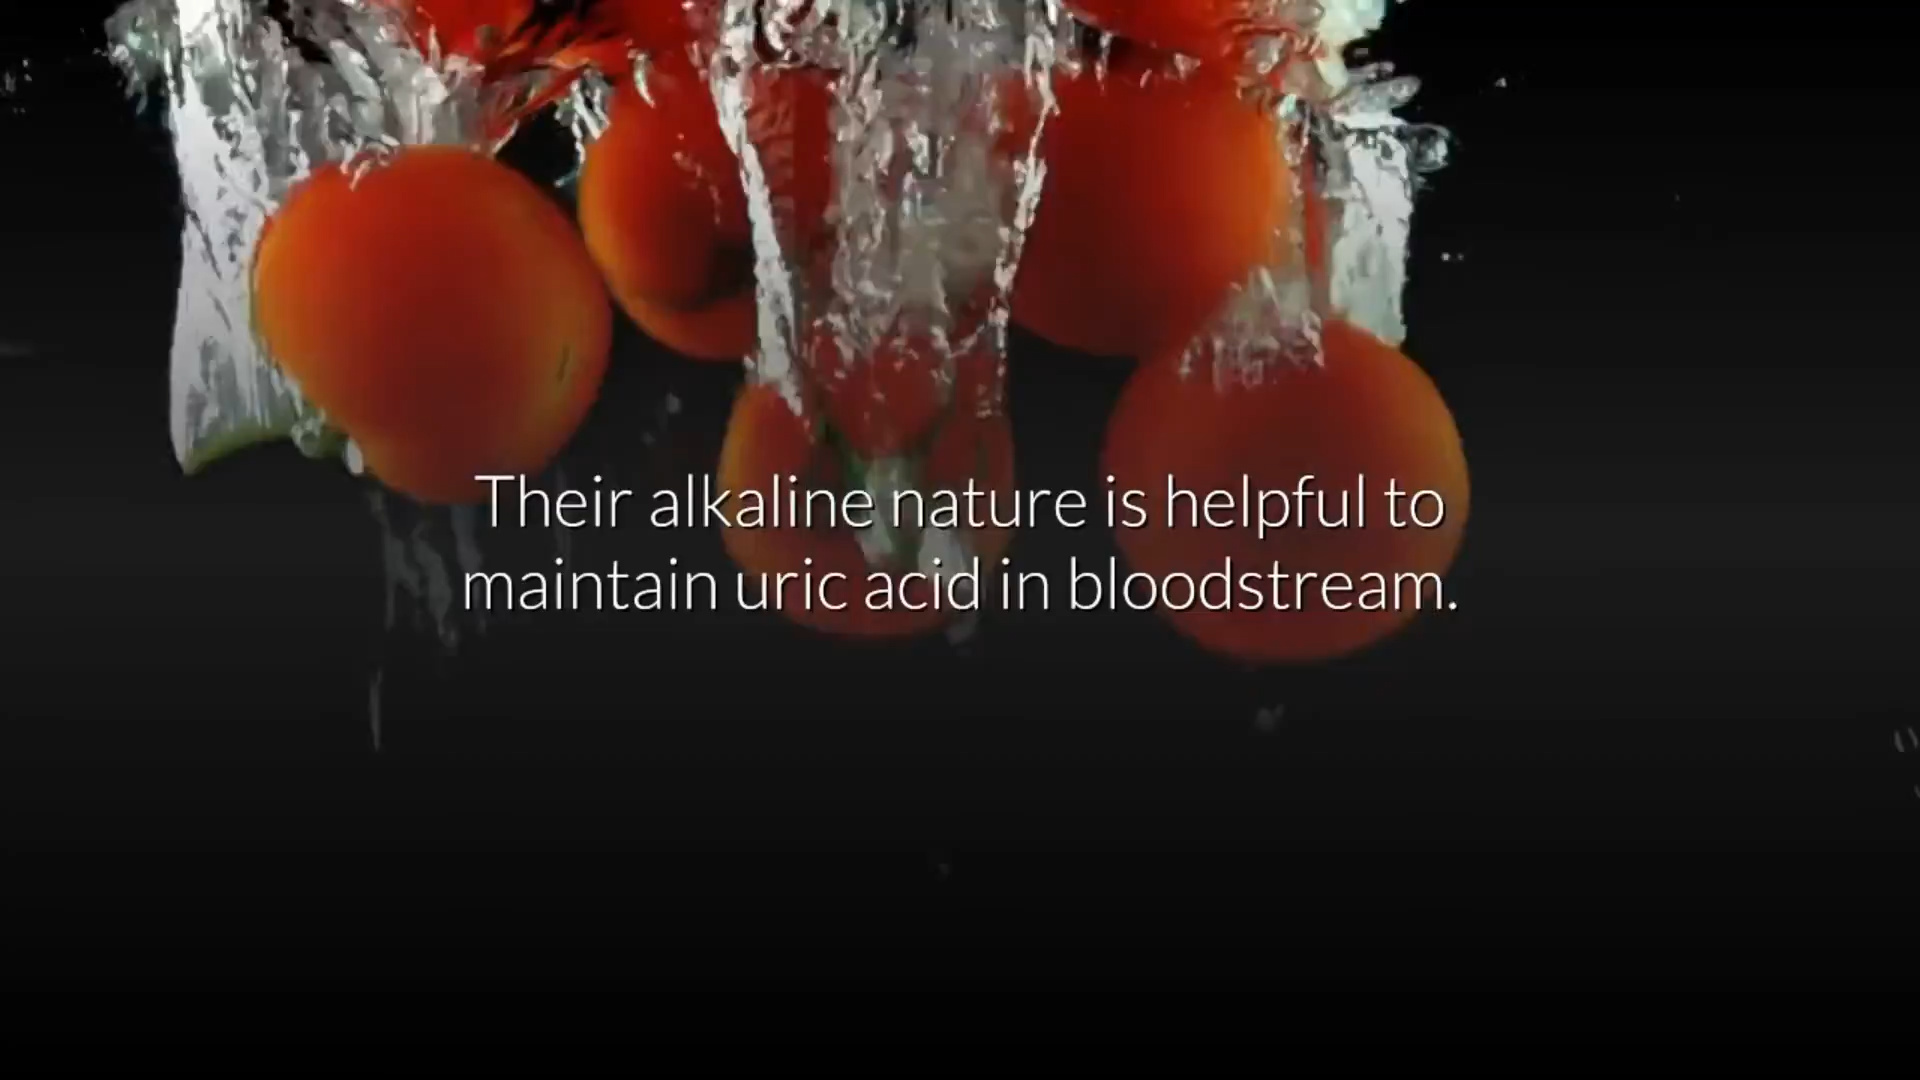 Their alkaline nature is helpful to
maintain uric acid in bloodstream.